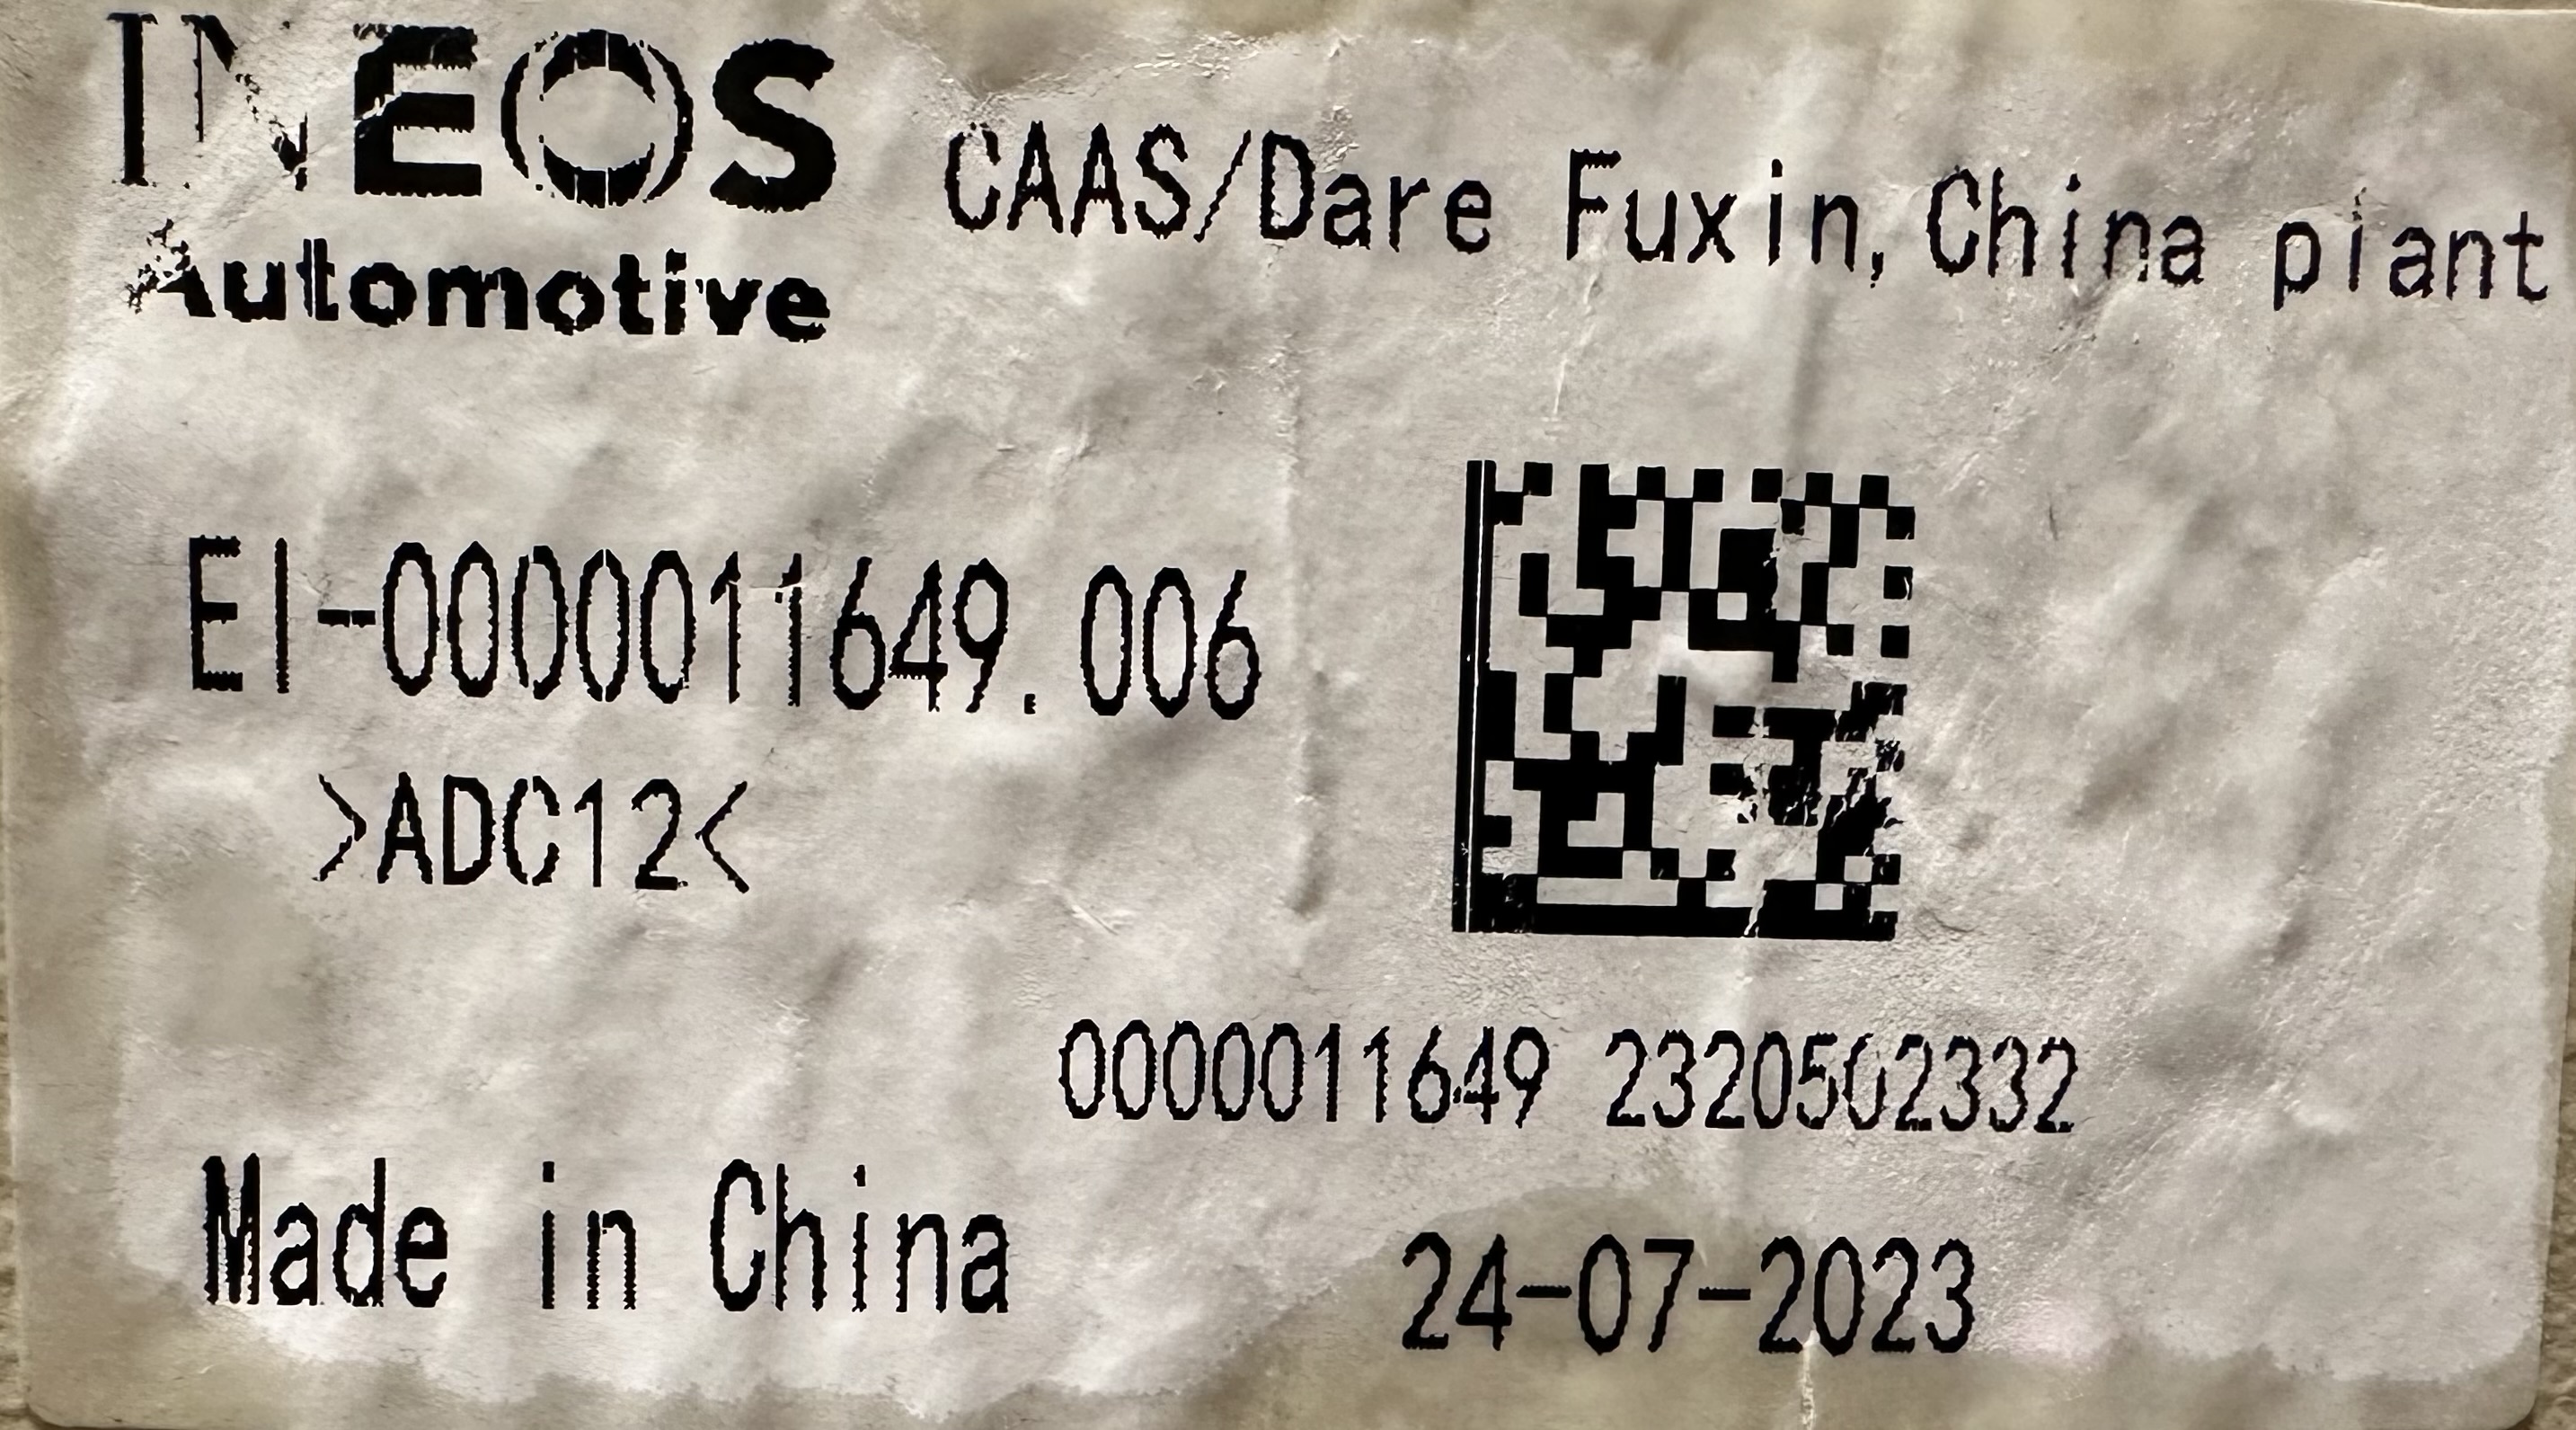 INEOS
Automotive
CAAS/Dare Fuxin,China plant
EI-0000011649.006
>ADC12<
0000011649 2320502332
Made in China
24-07-2023